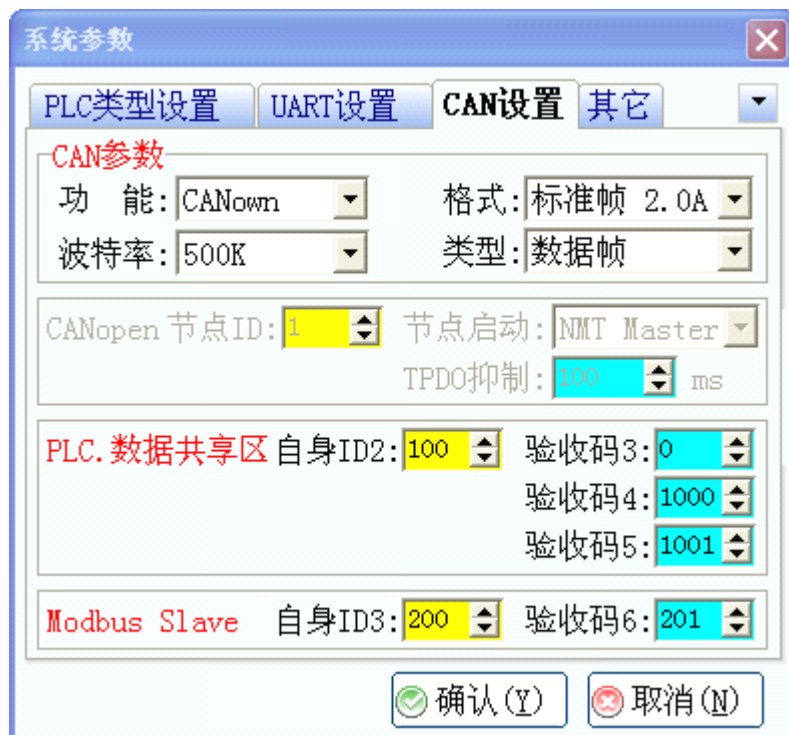 系统参数
PLC类型设置 UART设置 CAN设置 其它
CAN参数
功 能: CANown 格式: 标准帧 2.0A
波特率: 500K 类型: 数据帧
CANopen 节点ID: 1 节点启动: NMT Master
TPDO抑制: 100 ms
PLC.数据共享区 自身ID2: 100 验收码3: 0
验收码4: 1000
验收码5: 1001
Modbus Slave 自身ID3: 200 验收码6: 201
确认(Y) 取消(N)